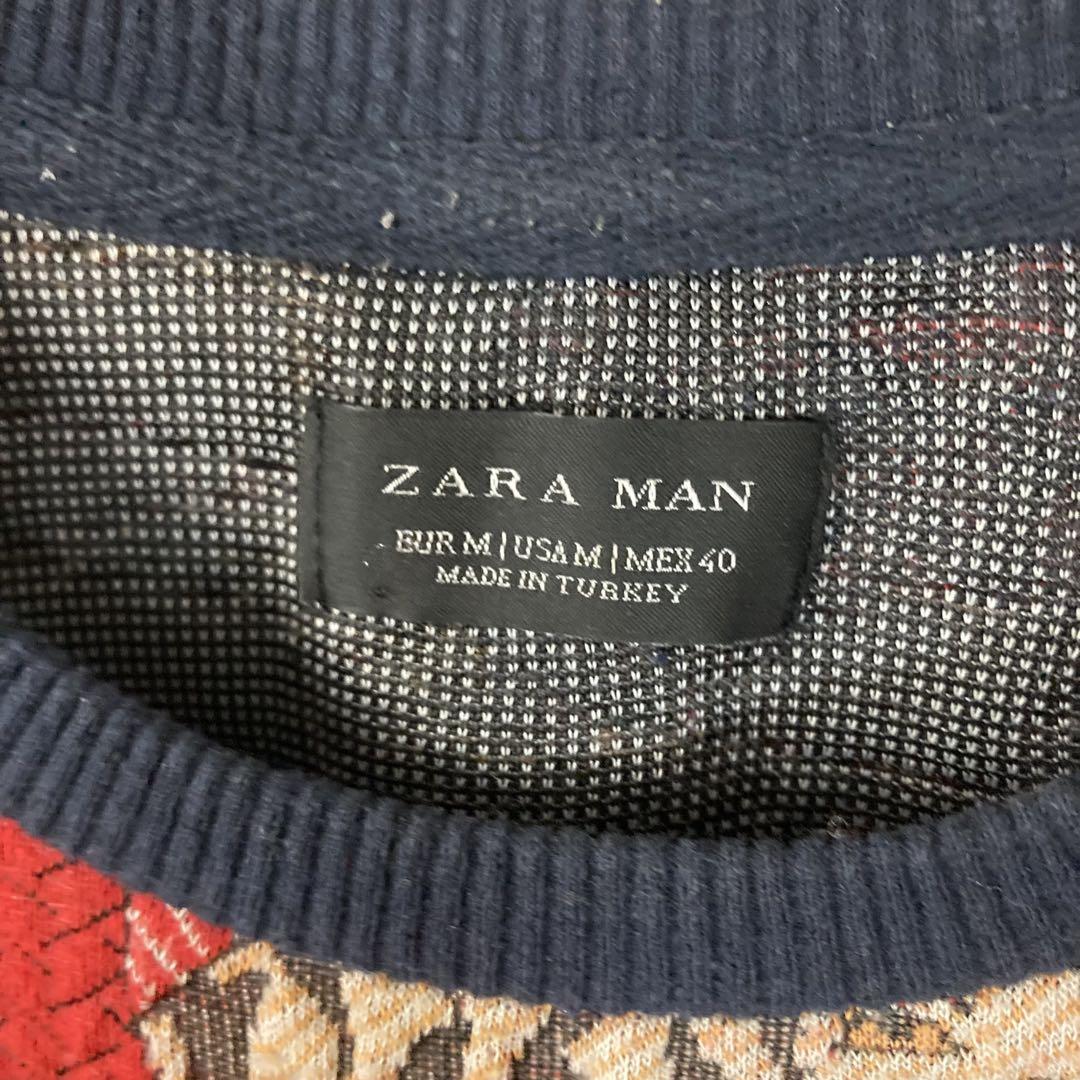 ZARA MAN
EUR M | USA M | MEX 40
MADE IN TURKEY